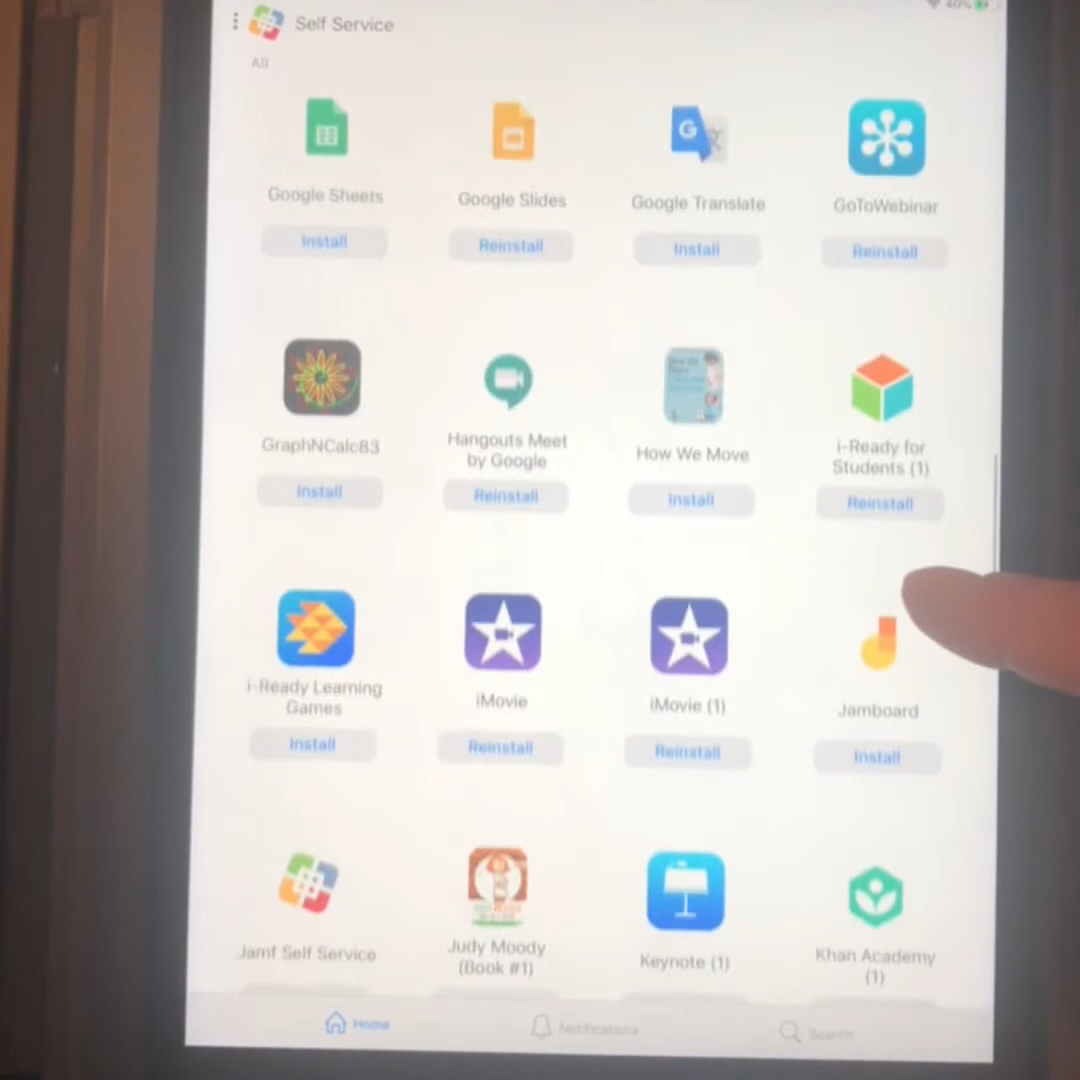 40%
Self Service
All
Google Sheets
Google Slides
Google Translate
GoToWebinar
Install
Reinstall
Install
Reinstall
GraphNCalc83
Hangouts Meet
by Google
How We Move
i-Ready for
Students (1)
Install
Reinstall
Install
Reinstall
i-Ready Learning
Games
iMovie
iMovie (1)
Jamboard
Install
Reinstall
Reinstall
Install
Jamf Self Service
Judy Moody
(Book #1)
Keynote (1)
Khan Academy
(1)
Home
Notifications
Search